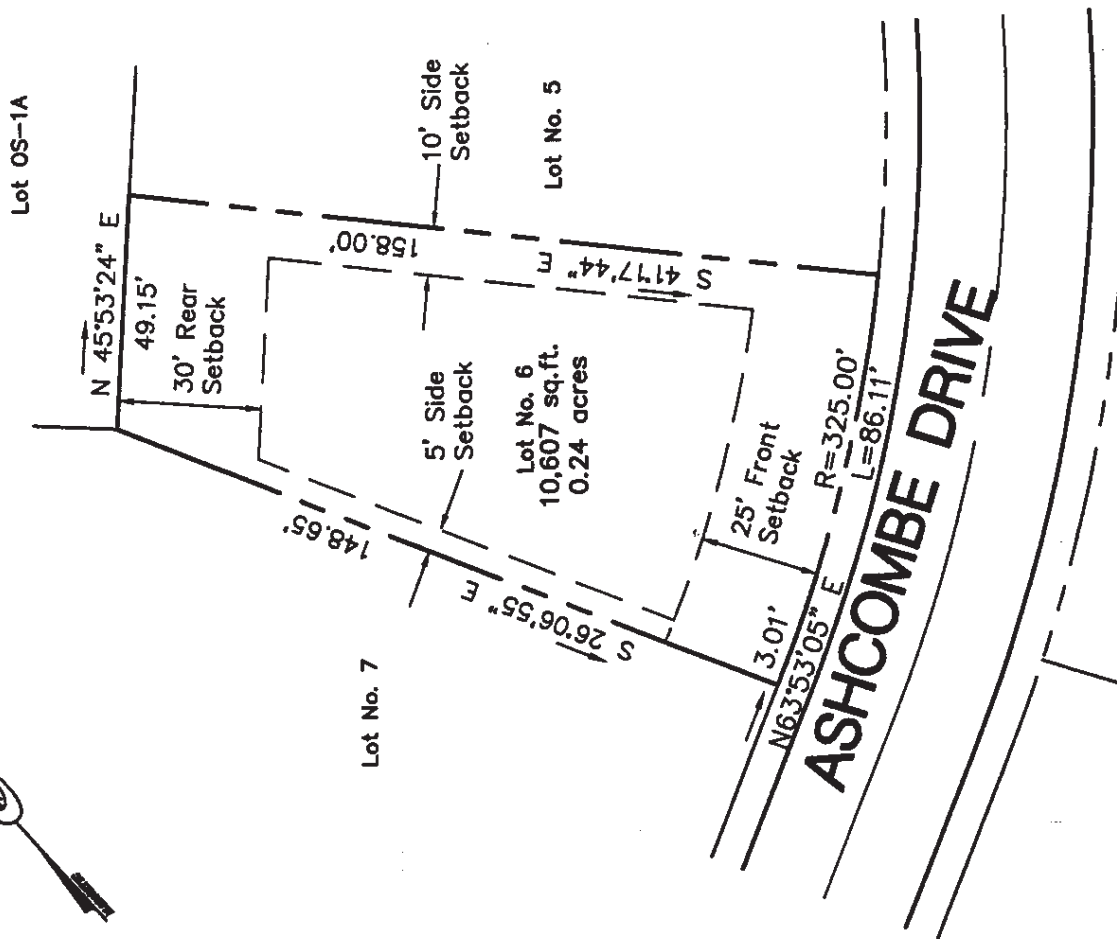 Lot OS-1A
N 45°53'24" E
49.15'
30' Rear
Setback
10' Side
Setback
Lot No. 5
158.00'
S 41°17'44" E
5' Side
Setback
Lot No. 6
10,607 sq.ft.
0.24 acres
148.65'
S 26°06'55" E
Lot No. 7
25' Front
Setback
R=325.00'
L=86.11'
3.01'
N63°53'05" E
ASHCOMBE DRIVE